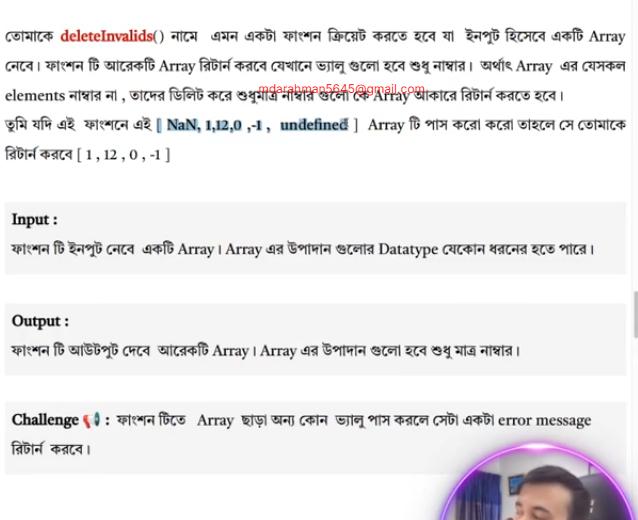 তোমাকে deleteInvalids() নামে এমন একটা ফাংশন ক্রিয়েট করতে হবে যা ইনপুট হিসেবে একটি Array
নেবে। ফাংশন টি আরেকটি Array রিটার্ন করবে যেখানে ভ্যালু গুলো হবে শুধু নাম্বার। অর্থাৎ Array এর যেসকল
mdarahman5645@gmail.com
elements নাম্বার না , তাদের ডিলিট করে শুধুমাত্র নাম্বার গুলো কে Array আকারে রিটার্ন করতে হবে।
তুমি যদি এই ফাংশনে এই [ NaN, 1,12,0 ,-1 , undefined ] Array টি পাস করো করো তাহলে সে তোমাকে
রিটার্ন করবে [ 1 , 12 , 0 , -1 ]
Input :
ফাংশন টি ইনপুট নেবে একটি Array। Array এর উপাদান গুলোর Datatype যেকোন ধরনের হতে পারে।
Output :
ফাংশন টি আউটপুট দেবে আরেকটি Array। Array এর উপাদান গুলো হবে শুধু মাত্র নাম্বার।
Challenge 📢 : ফাংশন টিতে Array ছাড়া অন্য কোন ভ্যালু পাস করলে সেটা একটা error message
রিটার্ন করবে।